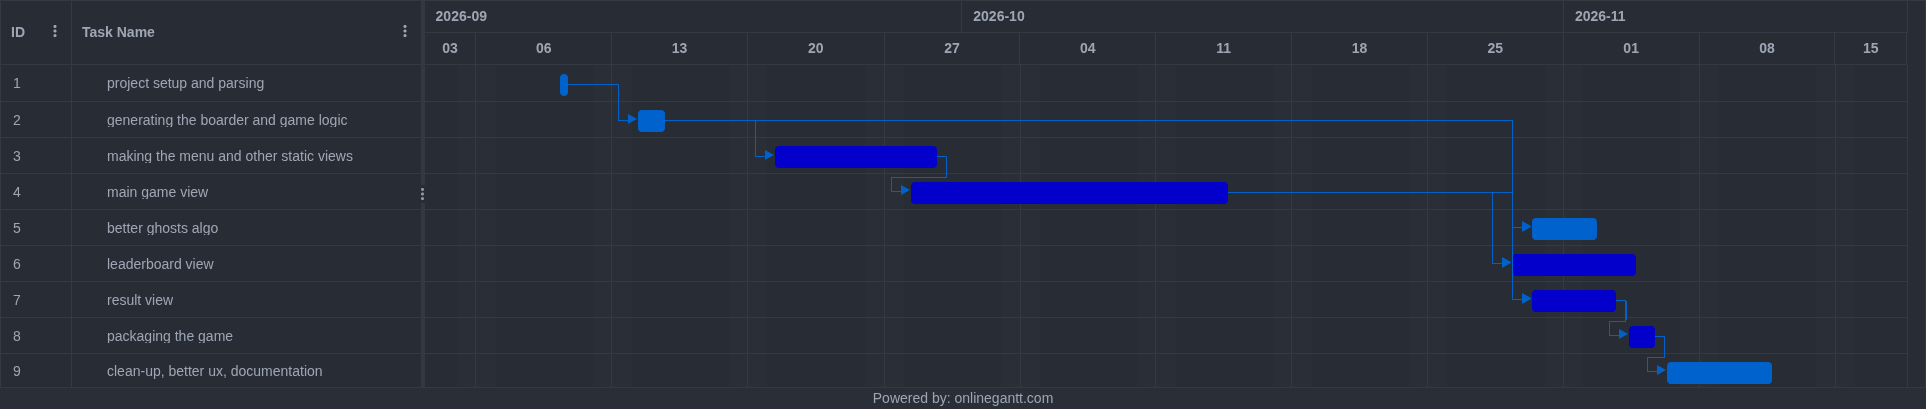 ID Task Name 2026-09 2026-10 2026-11
03 06 13 20 27 04 11 18 25 01 08 15
1 project setup and parsing
2 generating the boarder and game logic
3 making the menu and other static views
4 main game view
5 better ghosts algo
6 leaderboard view
7 result view
8 packaging the game
9 clean-up, better ux, documentation
Powered by: onlinegantt.com